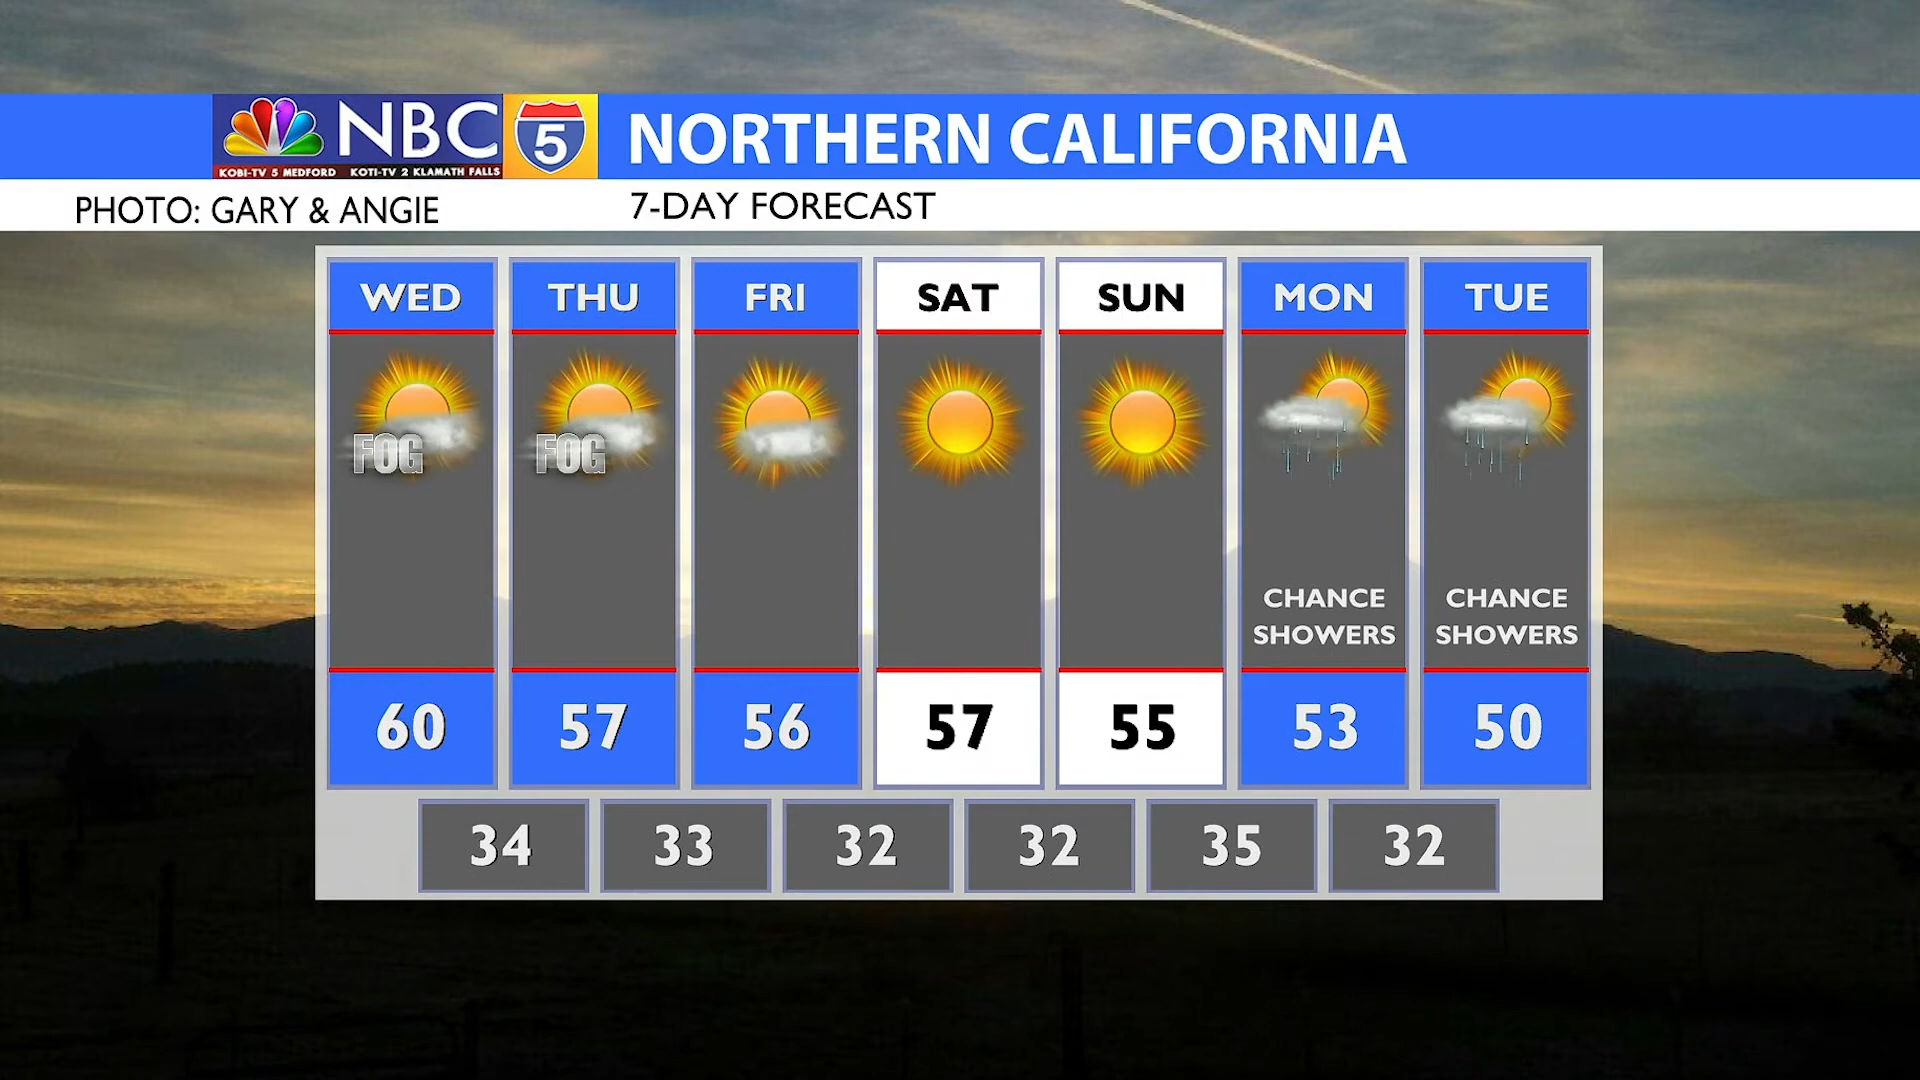 NBC 5
KOBI-TV 5 MEDFORD KOTI-TV 2 KLAMATH FALLS
NORTHERN CALIFORNIA
PHOTO: GARY & ANGIE
7-DAY FORECAST
WED THU FRI SAT SUN MON TUE
FOG FOG
CHANCE SHOWERS
CHANCE SHOWERS
60 57 56 57 55 53 50
34 33 32 32 35 32